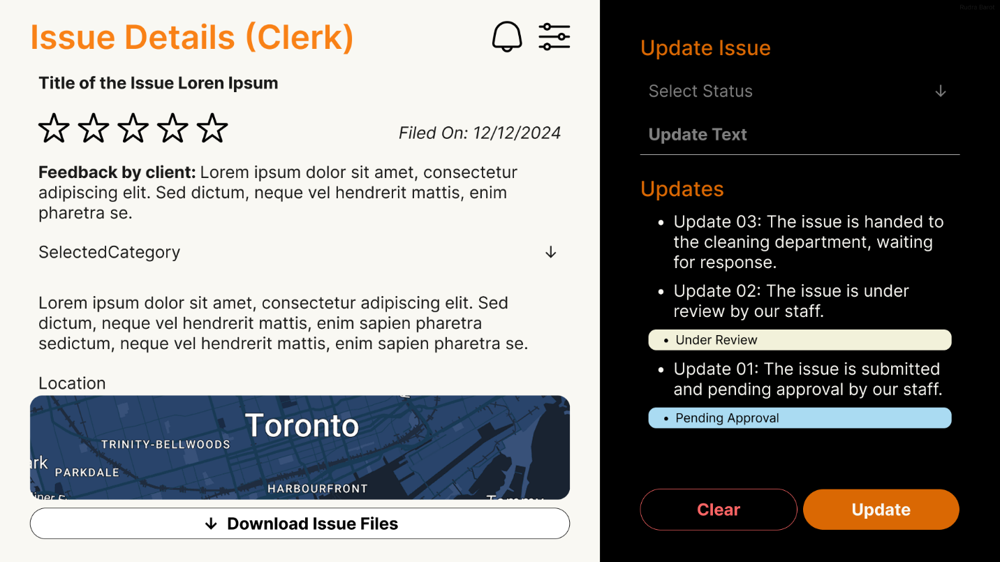 Issue Details (Clerk)
Title of the Issue Loren Ipsum
Filed On: 12/12/2024
Feedback by client: Lorem ipsum dolor sit amet, consectetur
adipiscing elit. Sed dictum, neque vel hendrerit mattis, enim
pharetra se.
SelectedCategory
Lorem ipsum dolor sit amet, consectetur adipiscing elit. Sed
dictum, neque vel hendrerit mattis, enim sapien pharetra
sedictum, neque vel hendrerit mattis, enim sapien pharetra se.
Location
Toronto
TRINITY-BELLWOODS
ark
PARKDALE
HARBOURFRONT
Download Issue Files
Rudra Barot
Update Issue
Select Status
Update Text
Updates
• Update 03: The issue is handed to
the cleaning department, waiting
for response.
• Update 02: The issue is under
review by our staff.
• Under Review
• Update 01: The issue is submitted
and pending approval by our staff.
• Pending Approval
Clear
Update